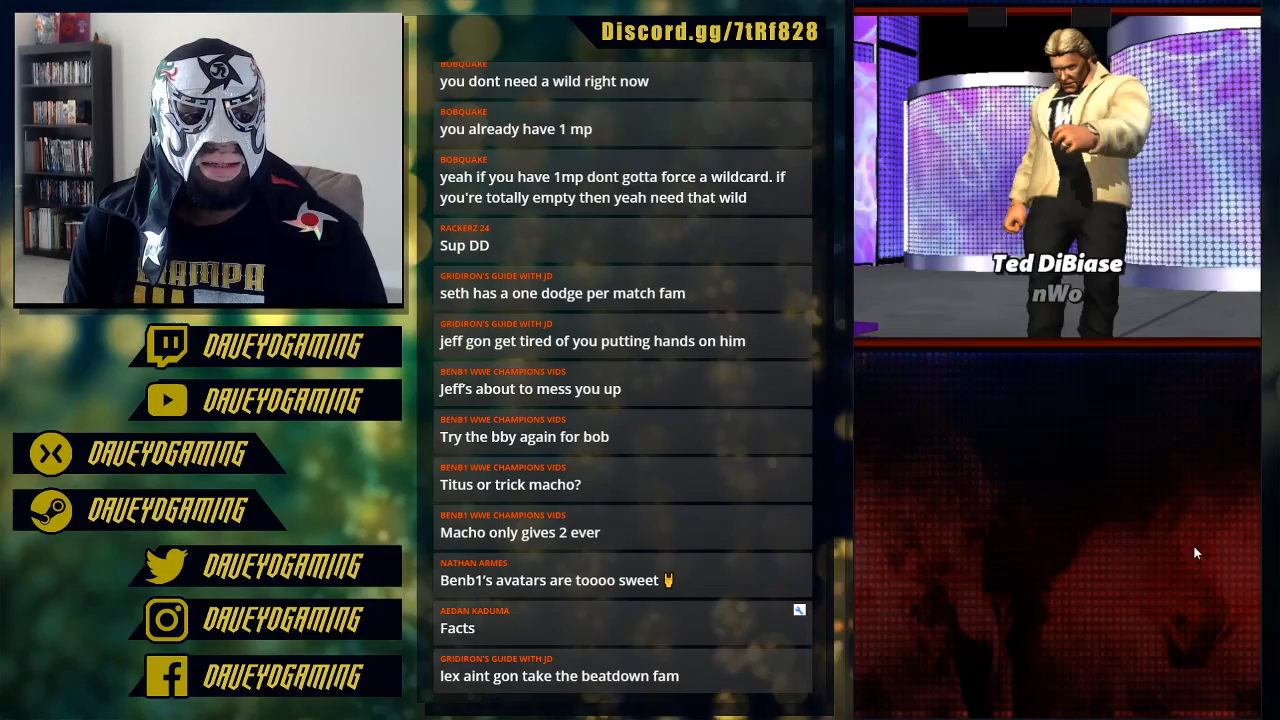 Discord.gg/7tRf828
BOBQUAKE
you dont need a wild right now
BOBQUAKE
you already have 1 mp
BOBQUAKE
yeah if you have 1mp dont gotta force a wildcard. if
you're totally empty then yeah need that wild
RACKERZ 24
Sup DD
GRIDIRON'S GUIDE WITH JD
seth has a one dodge per match fam
GRIDIRON'S GUIDE WITH JD
jeff gon get tired of you putting hands on him
BENB1 WWE CHAMPIONS VIDS
Jeff's about to mess you up
BENB1 WWE CHAMPIONS VIDS
Try the bby again for bob
BENB1 WWE CHAMPIONS VIDS
Titus or trick macho?
BENB1 WWE CHAMPIONS VIDS
Macho only gives 2 ever
NATHAN ARMES
Benb1's avatars are toooo sweet 🤘
AEDAN KADUMA
Facts
GRIDIRON'S GUIDE WITH JD
lex aint gon take the beatdown fam
DAVEYDGAMING
DAVEYDGAMING
DAVEYDGAMING
DAVEYDGAMING
DAVEYDGAMING
DAVEYDGAMING
DAVEYDGAMING
Ted DiBiase
nWo